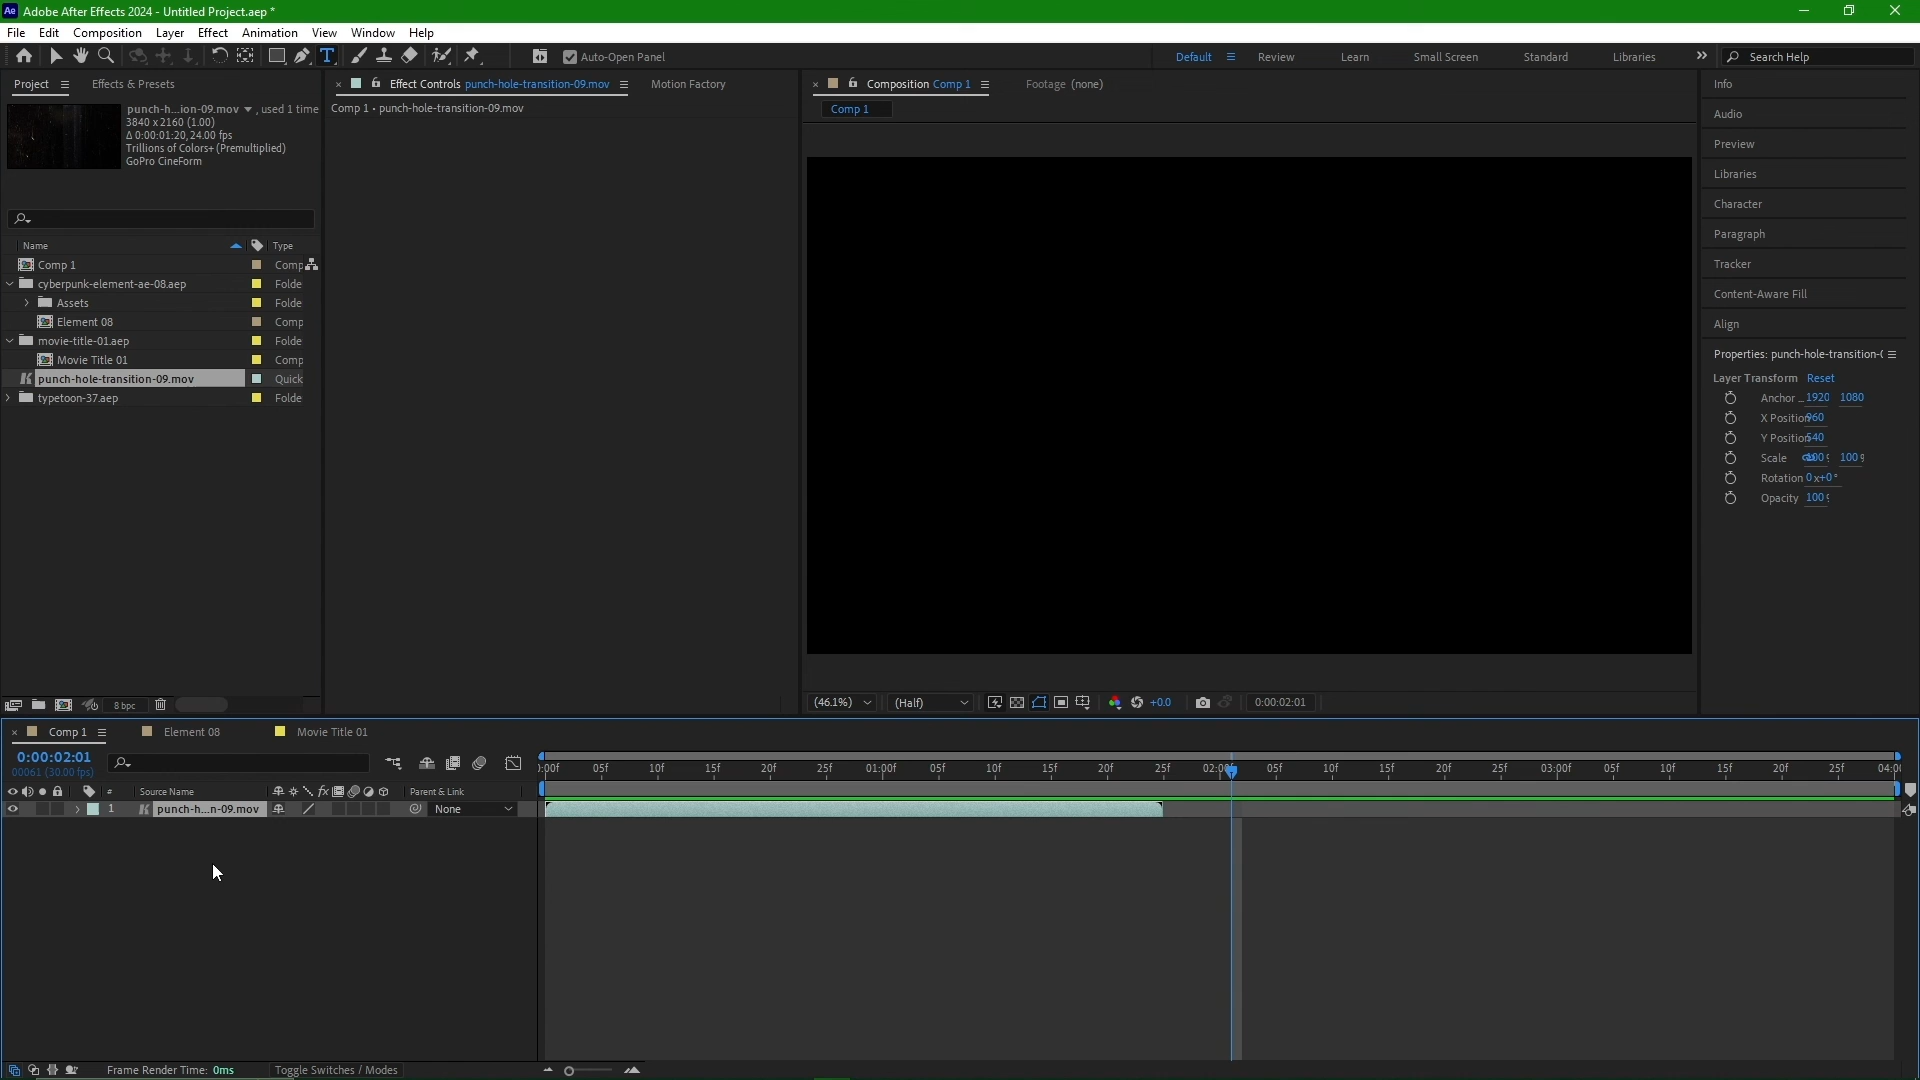 Ae Adobe After Effects 2024 - Untitled Project.aep *
File Edit Composition Layer Effect Animation View Window Help
Auto-Open Panel
Default Review Learn Small Screen Standard Libraries Search Help
Project Effects & Presets
punch-h...ion-09.mov , used 1 time
3840 x 2160 (1.00)
Δ 0:00:01:20, 24.00 fps
Trillions of Colors+ (Premultiplied)
GoPro CineForm
Name Type
Comp 1 Comp
cyberpunk-element-ae-08.aep Folde
Assets Folde
Element 08 Comp
movie-title-01.aep Folde
Movie Title 01 Comp
punch-hole-transition-09.mov Quick
typetoon-37.aep Folde
8 bpc
Effect Controls punch-hole-transition-09.mov Motion Factory
Comp 1 • punch-hole-transition-09.mov
Composition Comp 1 Footage (none)
Comp 1
(46.1%) (Half) +0.0 0:00:02:01
Info
Audio
Preview
Libraries
Character
Paragraph
Tracker
Content-Aware Fill
Align
Properties: punch-hole-transition-(
Layer Transform Reset
Anchor ... 1920 1080
X Position 960
Y Position 540
Scale 100 100
Rotation 0x+0°
Opacity 100
Comp 1 Element 08 Movie Title 01
0:00:02:01
00061 (30.00 fps)
# Source Name fx Parent & Link
1 punch-h...n-09.mov None
:00f 05f 10f 15f 20f 25f 01:00f 05f 10f 15f 20f 25f 02:00f 05f 10f 15f 20f 25f 03:00f 05f 10f 15f 20f 25f 04:00
Frame Render Time: 0ms Toggle Switches / Modes